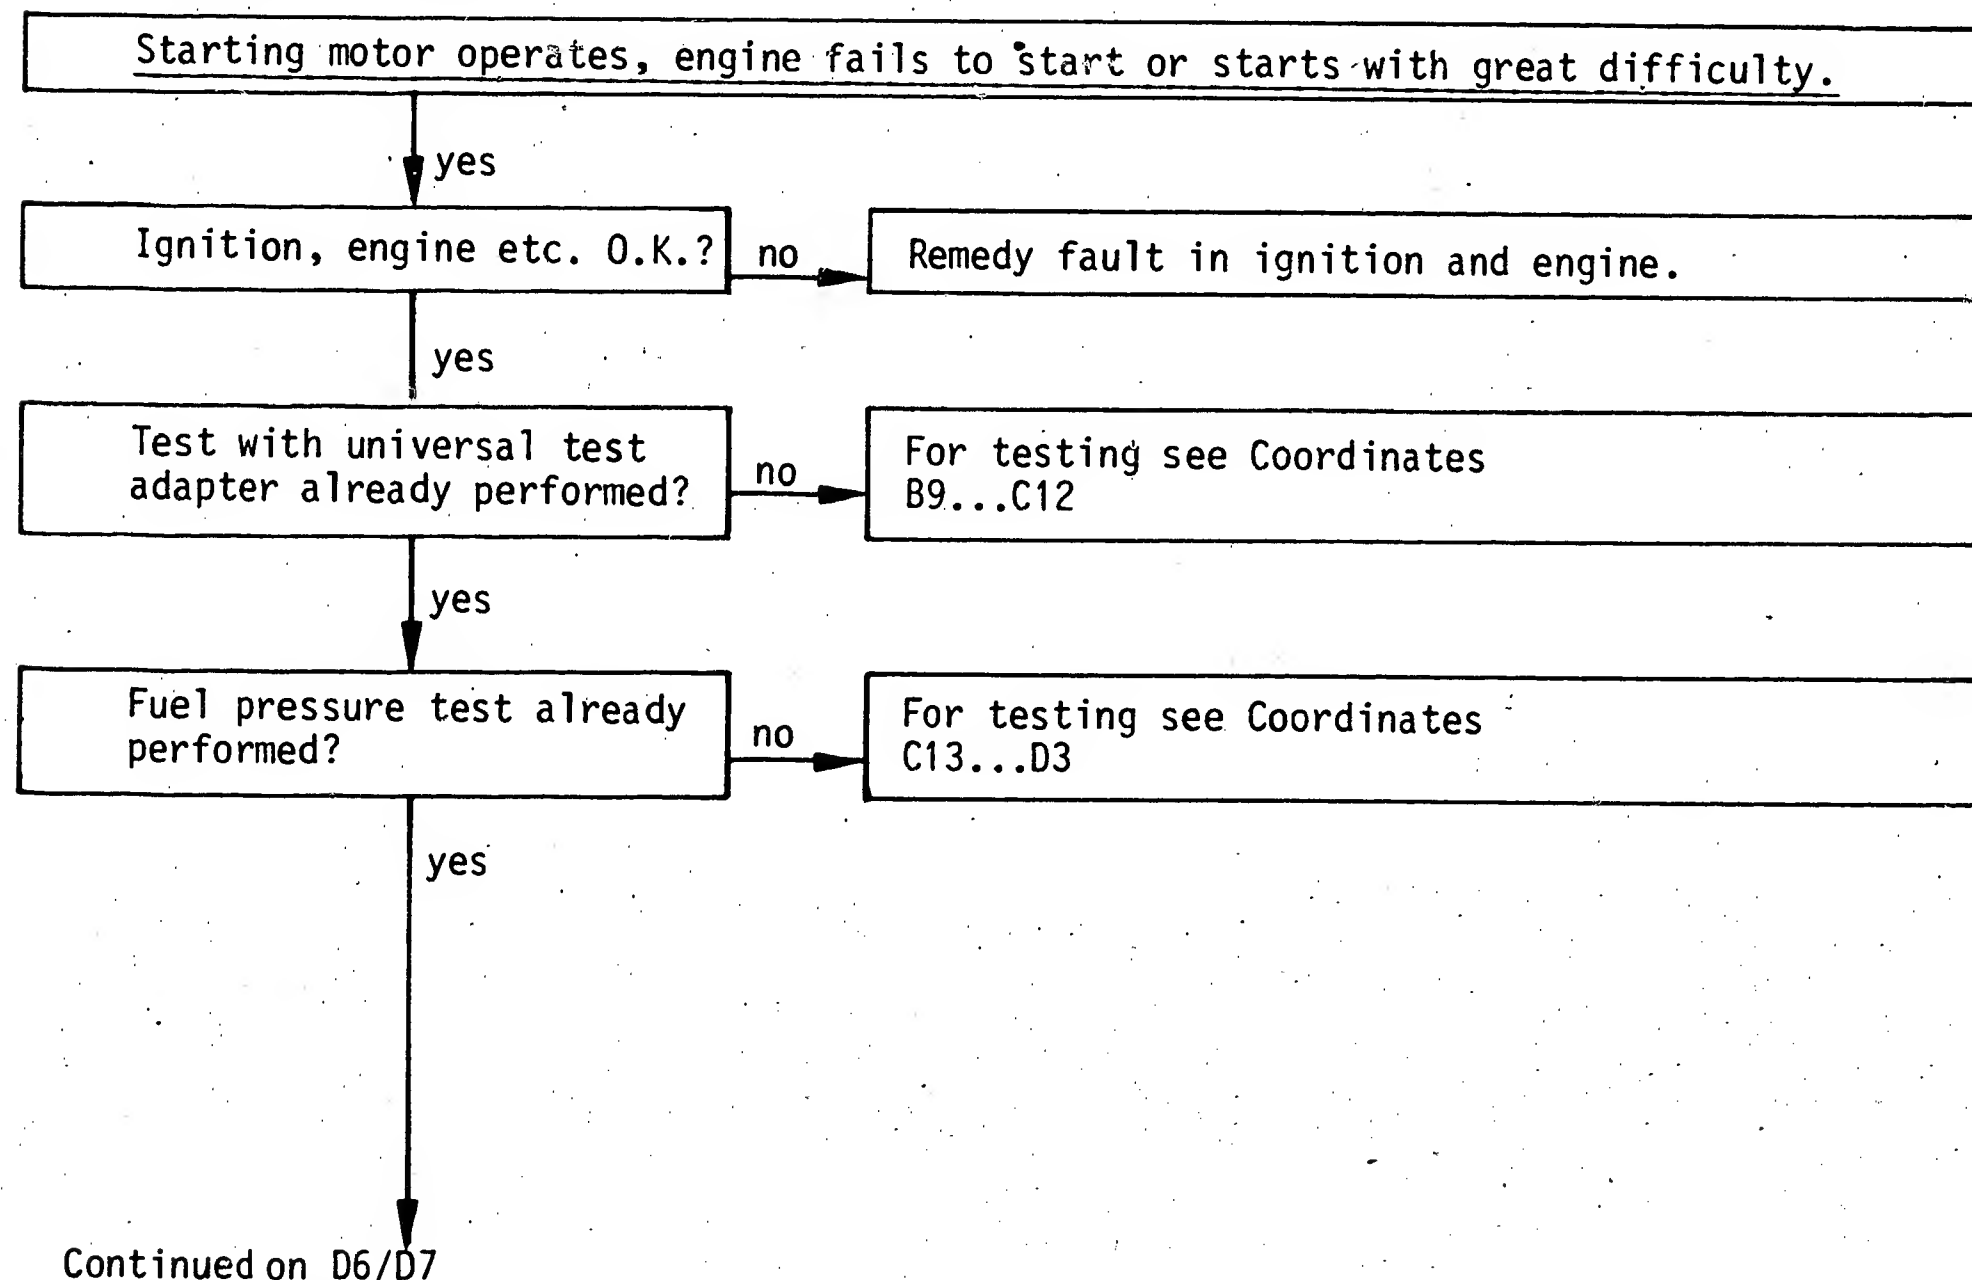 Starting motor operates, engine fails to start or starts with great difficulty.
yes
Ignition, engine etc. O.K.?
no
Remedy fault in ignition and engine.
yes
Test with universal test
adapter already performed?
no
For testing see Coordinates
B9...C12
yes
Fuel pressure test already
performed?
no
For testing see Coordinates
C13...D3
yes
Continued on D6/D7